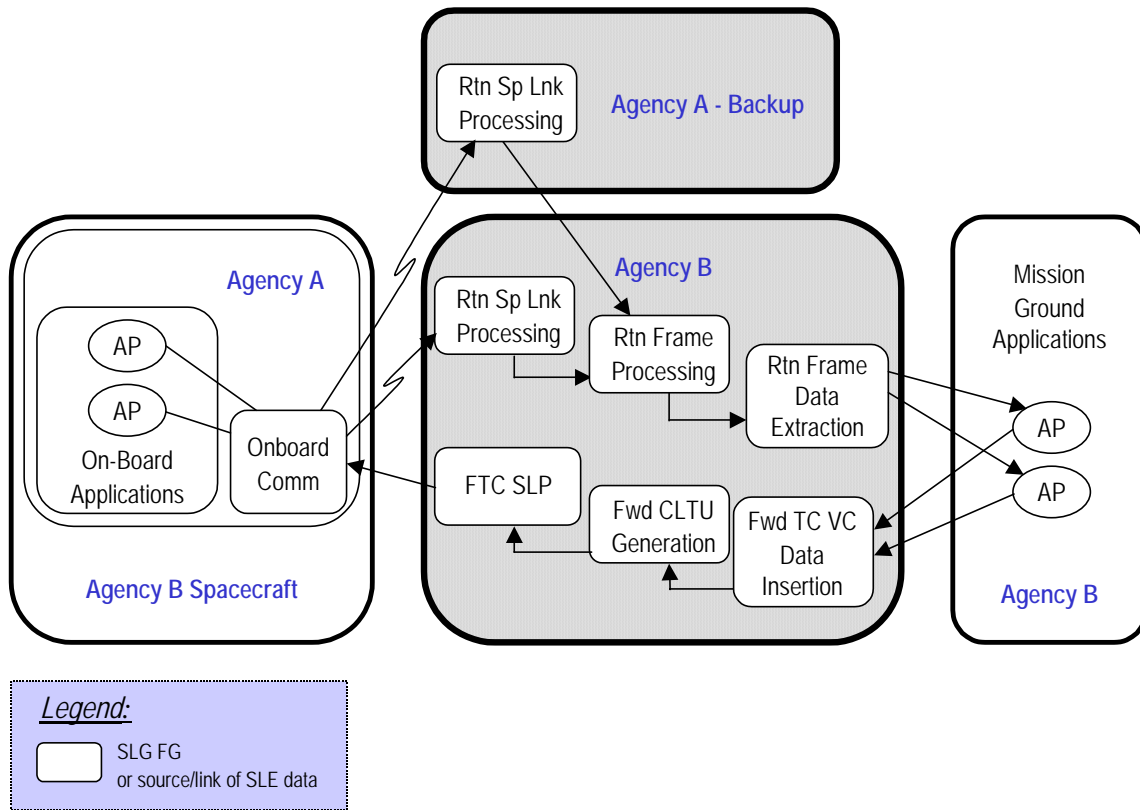 Rtn Sp Lnk
Processing
Agency A - Backup
Agency A
AP
AP
On-Board
Applications
Onboard
Comm
Agency B Spacecraft
Agency B
Rtn Sp Lnk
Processing
Rtn Frame
Processing
Rtn Frame
Data
Extraction
FTC SLP
Fwd CLTU
Generation
Fwd TC VC
Data
Insertion
Mission
Ground
Applications
AP
AP
Agency B
Legend:
SLG FG
or source/link of SLE data